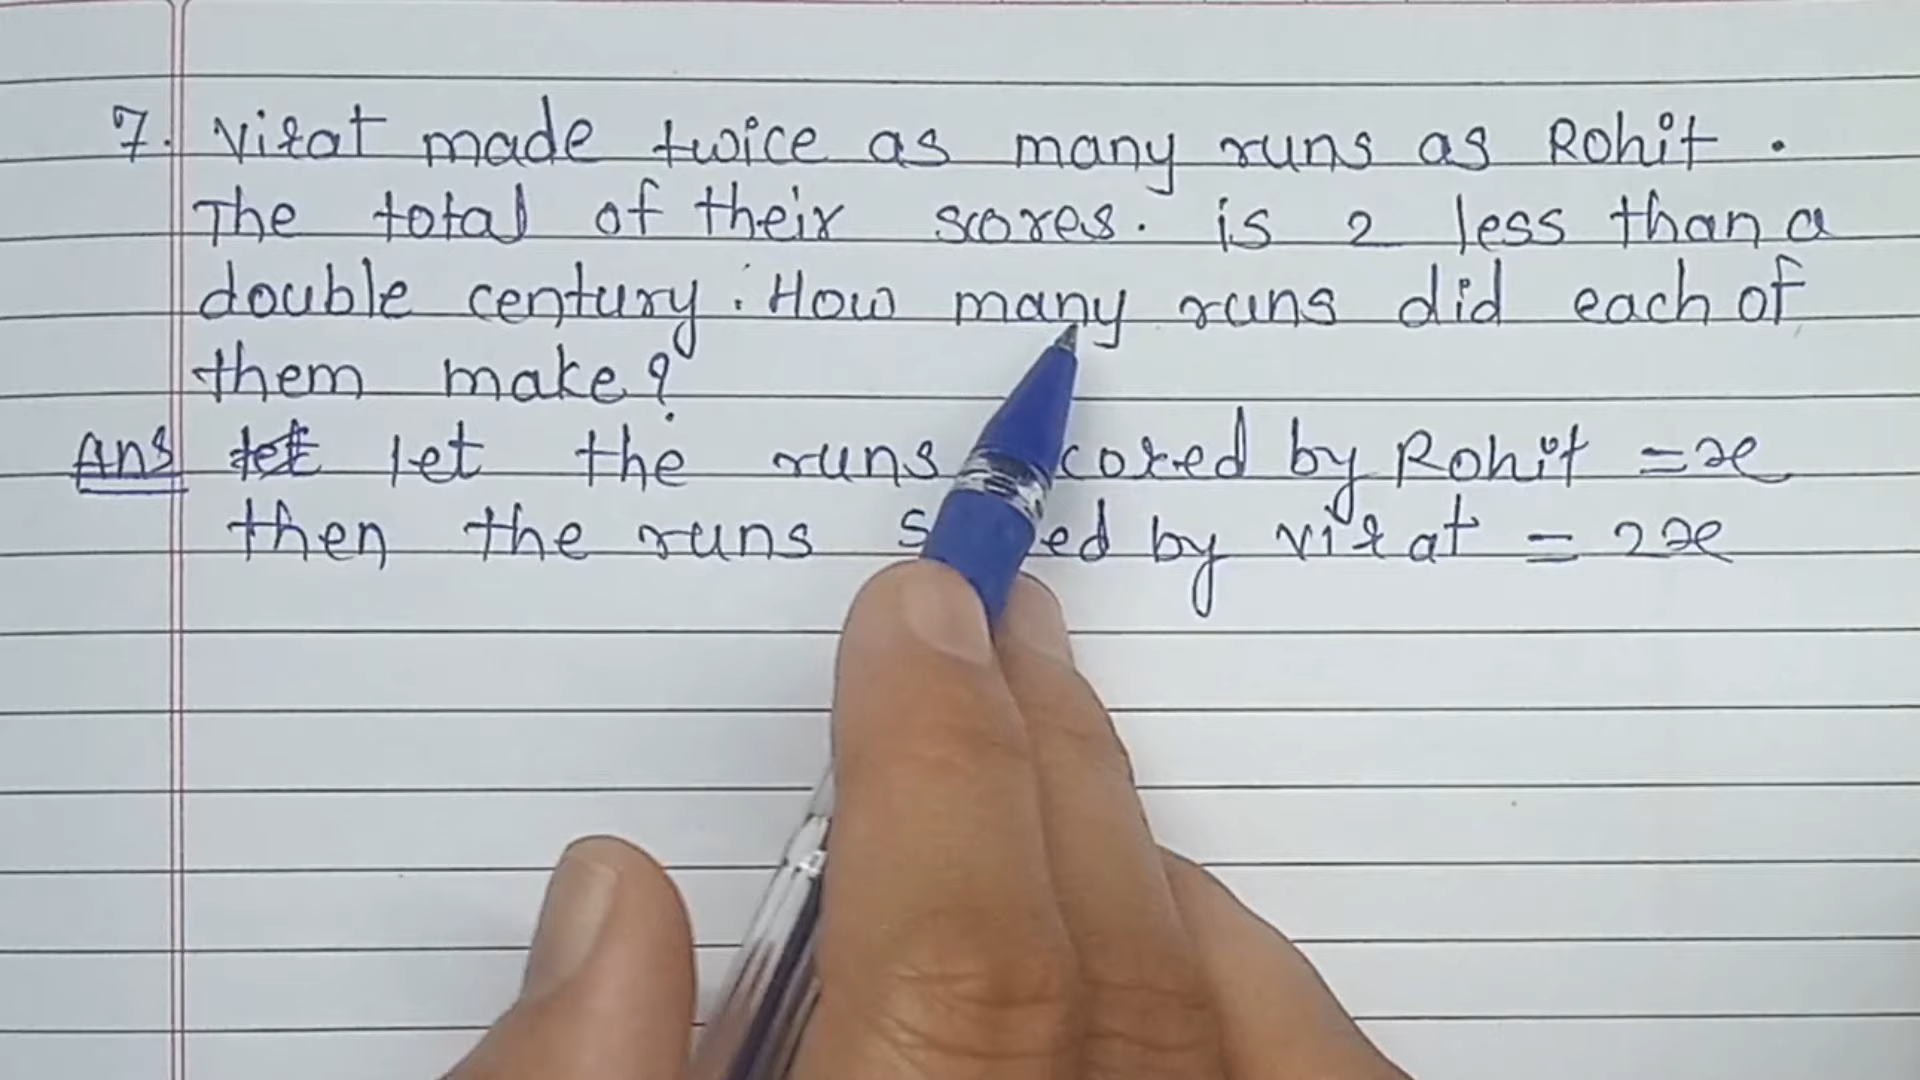 7. Virat made twice as many runs as Rohit.
The total of their scores. is 2 less than a
double century. How many runs did each of
them make?
Ans let the runs cored by Rohit = x
then the runs s ed by virat = 2x